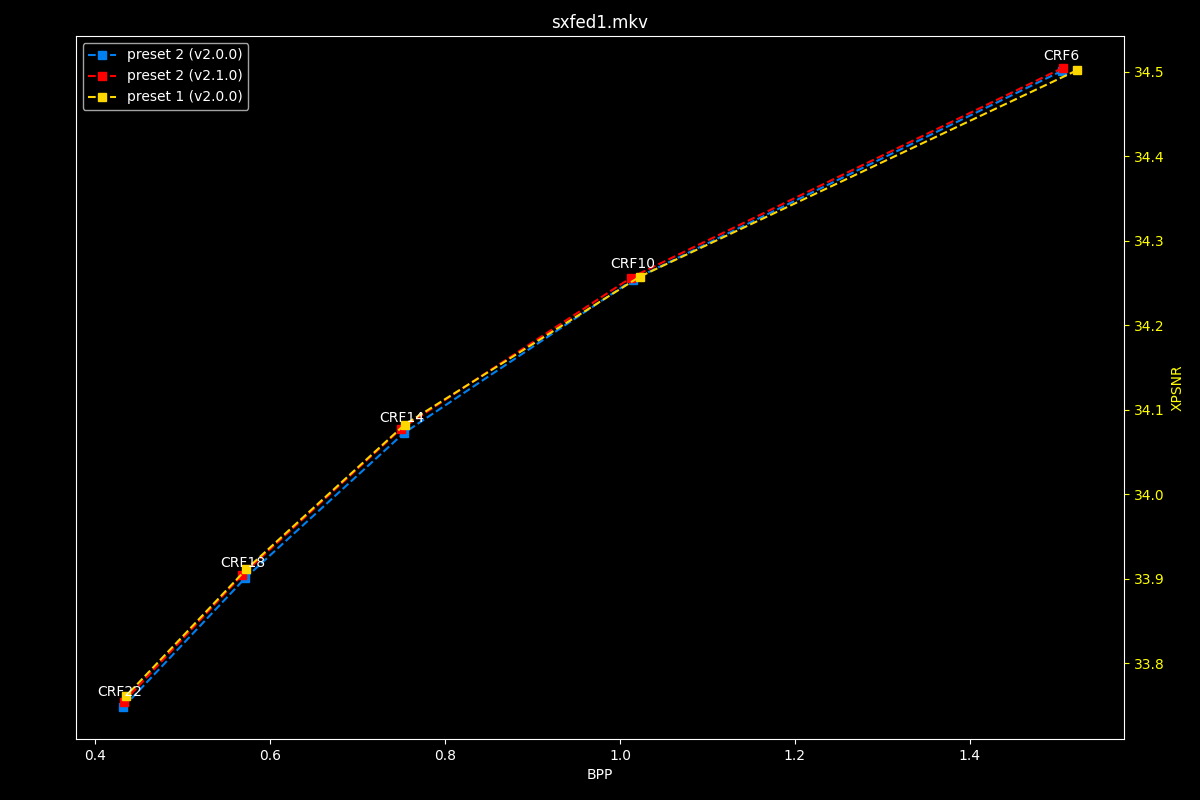 sxfed1.mkv
preset 2 (v2.0.0)
preset 2 (v2.1.0)
preset 1 (v2.0.0)
CRF6
CRF10
CRF14
CRF18
CRF22
34.5
34.4
34.3
34.2
34.1
34.0
33.9
33.8
XPSNR
0.4 0.6 0.8 1.0 1.2 1.4
BPP